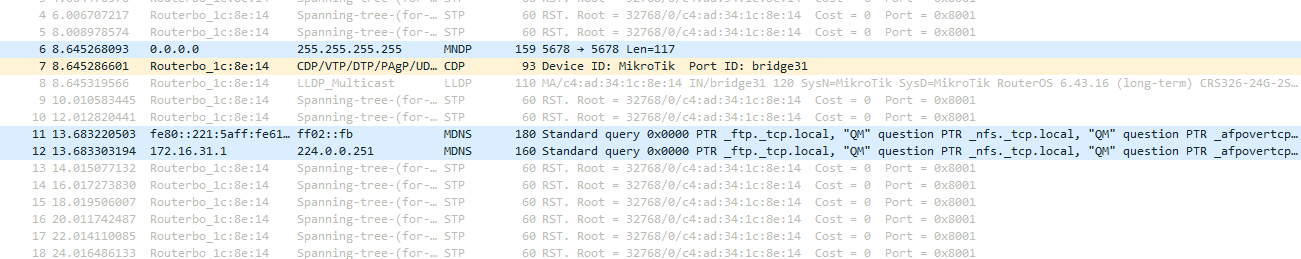 4 6.006707217 Routerbo_1c:8e:14 Spanning-tree-(for-… STP 60 RST. Root = 32768/0/c4:ad:34:1c:8e:14 Cost = 0 Port = 0x8001
5 8.008978574 Routerbo_1c:8e:14 Spanning-tree-(for-… STP 60 RST. Root = 32768/0/c4:ad:34:1c:8e:14 Cost = 0 Port = 0x8001
6 8.645268093 0.0.0.0 255.255.255.255 MNDP 159 5678 → 5678 Len=117
7 8.645286601 Routerbo_1c:8e:14 CDP/VTP/DTP/PAgP/UD… CDP 93 Device ID: MikroTik Port ID: bridge31
8 8.645319566 Routerbo_1c:8e:14 LLDP_Multicast LLDP 110 MA/c4:ad:34:1c:8e:14 IN/bridge31 120 SysN=MikroTik SysD=MikroTik RouterOS 6.43.16 (long-term) CRS326-24G-2S…
9 10.010583445 Routerbo_1c:8e:14 Spanning-tree-(for-… STP 60 RST. Root = 32768/0/c4:ad:34:1c:8e:14 Cost = 0 Port = 0x8001
10 12.012820441 Routerbo_1c:8e:14 Spanning-tree-(for-… STP 60 RST. Root = 32768/0/c4:ad:34:1c:8e:14 Cost = 0 Port = 0x8001
11 13.683220503 fe80::221:5aff:fe61… ff02::fb MDNS 180 Standard query 0x0000 PTR _ftp._tcp.local, "QM" question PTR _nfs._tcp.local, "QM" question PTR _afpovertcp…
12 13.683303194 172.16.31.1 224.0.0.251 MDNS 160 Standard query 0x0000 PTR _ftp._tcp.local, "QM" question PTR _nfs._tcp.local, "QM" question PTR _afpovertcp…
13 14.015077132 Routerbo_1c:8e:14 Spanning-tree-(for-… STP 60 RST. Root = 32768/0/c4:ad:34:1c:8e:14 Cost = 0 Port = 0x8001
14 16.017273830 Routerbo_1c:8e:14 Spanning-tree-(for-… STP 60 RST. Root = 32768/0/c4:ad:34:1c:8e:14 Cost = 0 Port = 0x8001
15 18.019506007 Routerbo_1c:8e:14 Spanning-tree-(for-… STP 60 RST. Root = 32768/0/c4:ad:34:1c:8e:14 Cost = 0 Port = 0x8001
16 20.011742487 Routerbo_1c:8e:14 Spanning-tree-(for-… STP 60 RST. Root = 32768/0/c4:ad:34:1c:8e:14 Cost = 0 Port = 0x8001
17 22.014110085 Routerbo_1c:8e:14 Spanning-tree-(for-… STP 60 RST. Root = 32768/0/c4:ad:34:1c:8e:14 Cost = 0 Port = 0x8001
18 24.016486133 Routerbo_1c:8e:14 Spanning-tree-(for-… STP 60 RST. Root = 32768/0/c4:ad:34:1c:8e:14 Cost = 0 Port = 0x8001